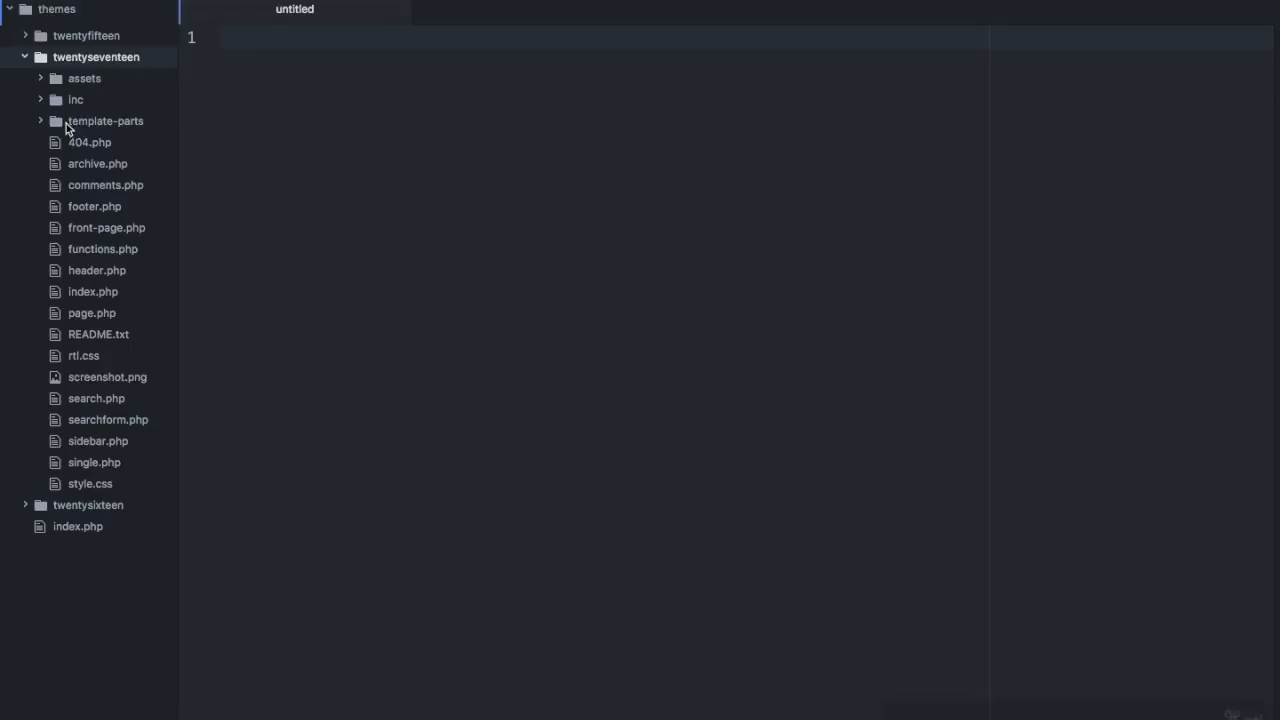 themes
untitled
twentyfifteen
1
twentyseventeen
assets
inc
template-parts
404.php
archive.php
comments.php
footer.php
front-page.php
functions.php
header.php
index.php
page.php
README.txt
rtl.css
screenshot.png
search.php
searchform.php
sidebar.php
single.php
style.css
twentysixteen
index.php